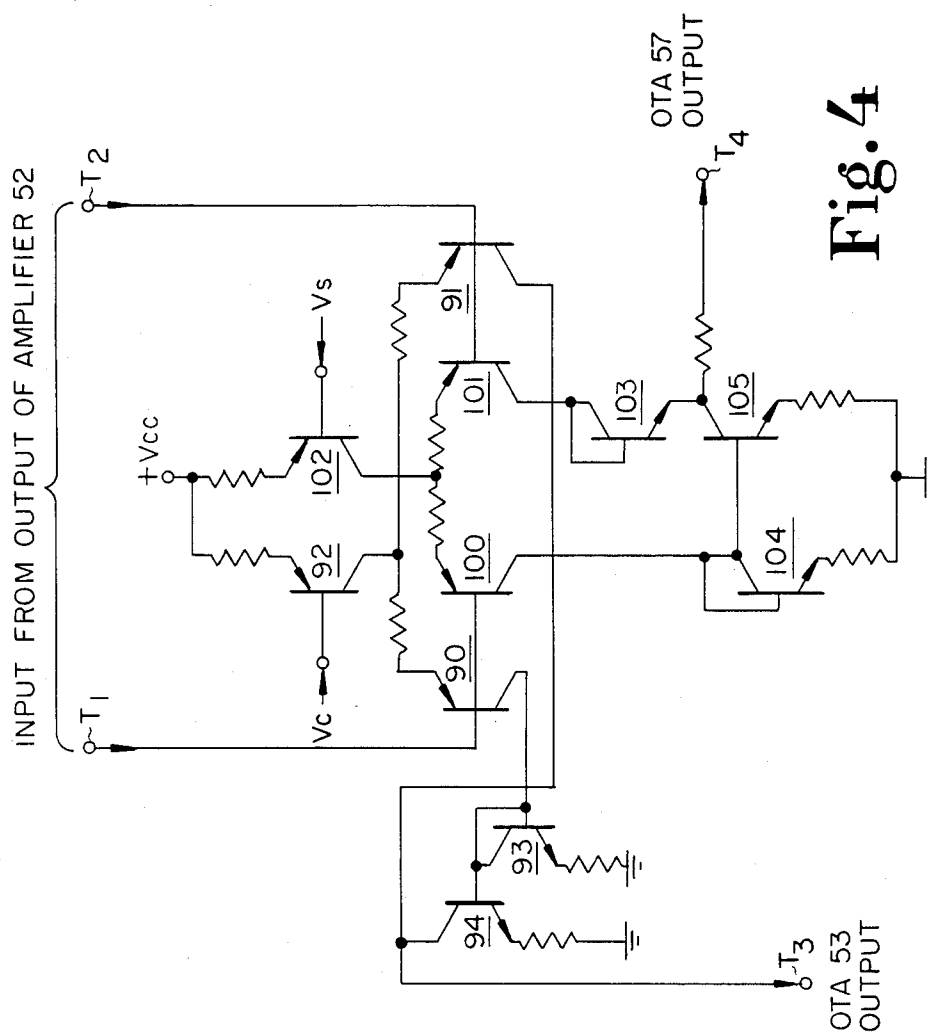 INPUT FROM OUTPUT OF AMPLIFIER 52
T1
T2
+Vcc
Vc
Vs
92
102
90
100
101
91
94
93
103
104
105
OTA 53
OUTPUT
T3
OTA 57
OUTPUT
T4
Fig.4